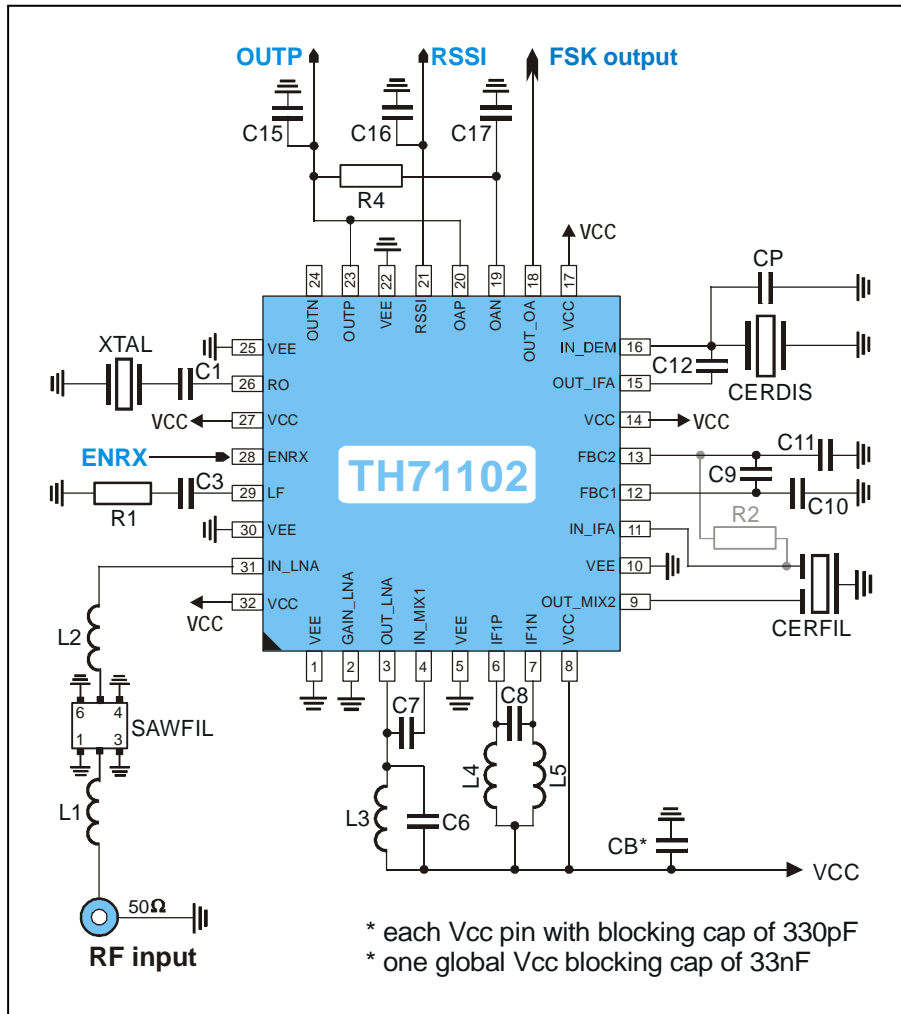 OUTP RSSI FSK output
C15 C16 C17
R4
VCC
24 23 22 21 20 19 18 17
OUTN OUTP VEE RSSI OAP OAN OUT_OA VCC
CP
XTAL C1
25 VEE
26 RO
VCC 27 VCC
ENRX 28 ENRX
R1 C3 29 LF
30 VEE
31 IN_LNA
VCC 32 VCC
TH71102
IN_DEM 16
C12 CERDIS
OUT_IFA 15
VCC 14 VCC
FBC2 13 C11
C9
FBC1 12 C10
R2
IN_IFA 11
VEE 10
OUT_MIX2 9
CERFIL
VEE GAIN_LNA OUT_LNA IN_MIX1 VEE IF1P IF1N VCC
1 2 3 4 5 6 7 8
L2
6 4
1 3
SAWFIL
L1
C7 C8
L4 L5
L3 C6
CB*
VCC
50Ω
RF input
* each Vcc pin with blocking cap of 330pF
* one global Vcc blocking cap of 33nF